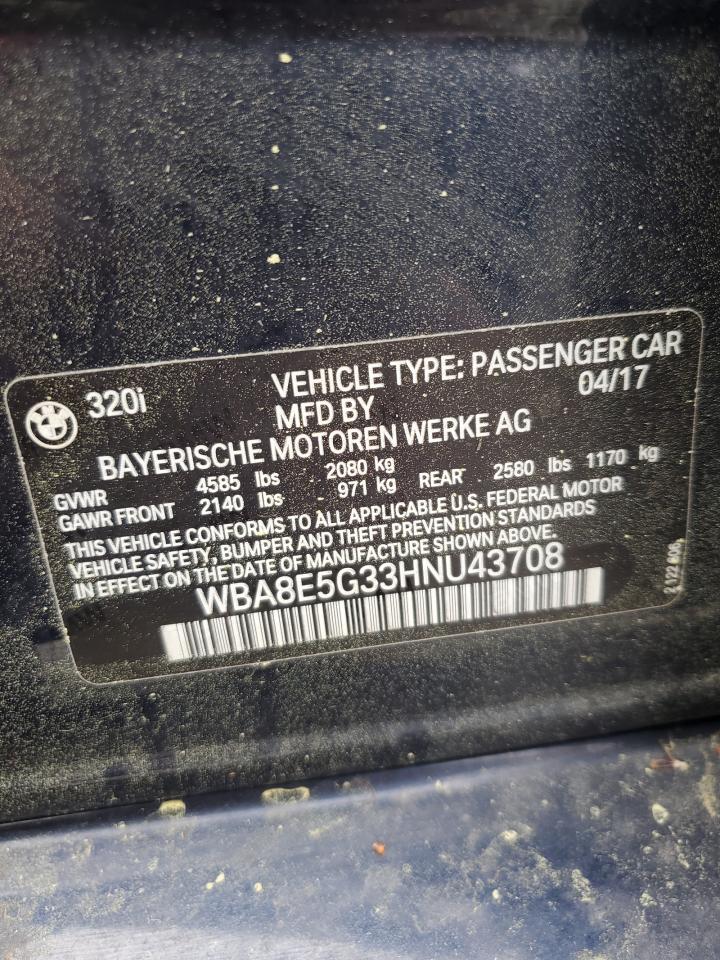 320i VEHICLE TYPE: PASSENGER CAR
MFD BY 04/17
BAYERISCHE MOTOREN WERKE AG
GVWR 4585 lbs 2080 kg
GAWR FRONT 2140 lbs 971 kg REAR 2580 lbs 1170 kg
THIS VEHICLE CONFORMS TO ALL APPLICABLE U.S. FEDERAL MOTOR
VEHICLE SAFETY, BUMPER AND THEFT PREVENTION STANDARDS
IN EFFECT ON THE DATE OF MANUFACTURE SHOWN ABOVE.
WBA8E5G33HNU43708